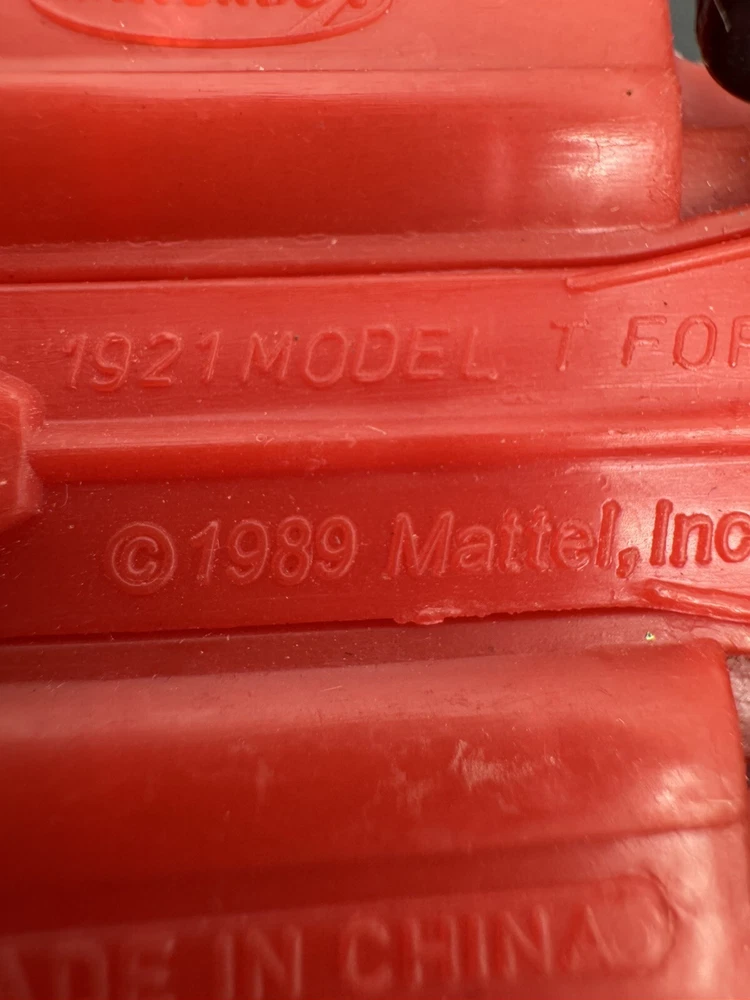 1921 MODEL T FOR
©1989 Mattel, Inc
ADE IN CHINA